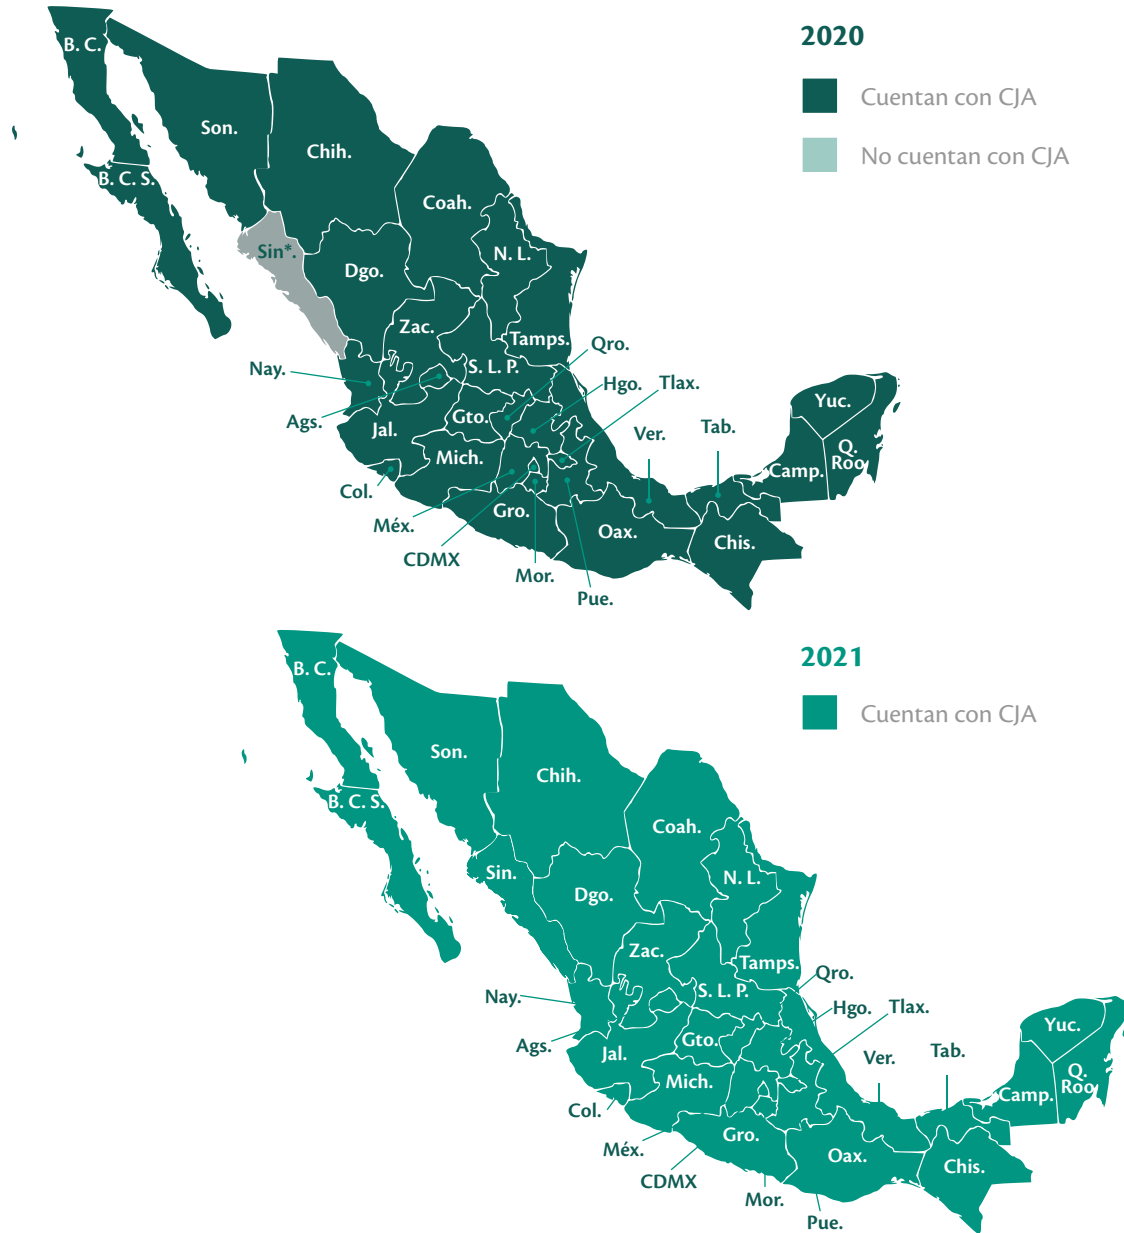 2020
Cuentan con CJA
No cuentan con CJA
B. C.
Son.
Chih.
B. C. S.
Coah.
Sin*.
N. L.
Dgo.
Zac.
Tamps.
Qro.
Nay.
S. L. P.
Hgo.
Tlax.
Ags.
Jal.
Gto.
Ver.
Tab.
Yuc.
Q.
Roo
Mich.
Camp.
Col.
Méx.
Gro.
Oax.
Chis.
CDMX
Mor.
Pue.
2021
Cuentan con CJA
B. C.
Son.
Chih.
B. C. S.
Coah.
Sin.
N. L.
Dgo.
Zac.
Tamps.
Qro.
Nay.
S. L. P.
Hgo.
Tlax.
Ags.
Jal.
Gto.
Ver.
Tab.
Yuc.
Q.
Roo
Mich.
Camp.
Col.
Méx.
Gro.
Oax.
Chis.
CDMX
Mor.
Pue.